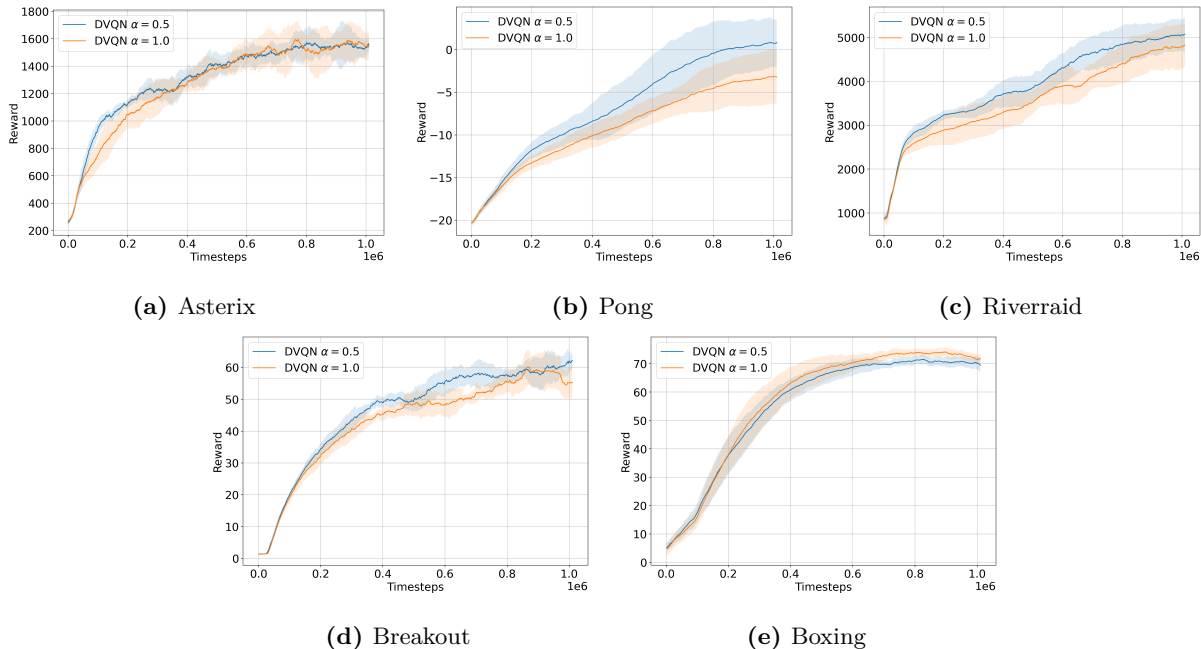 DVQN α = 0.5
DVQN α = 1.0
1600
1400
1200
1000
800
600
400
200
Reward
0.0 0.2 0.4 0.6 0.8 1.0
Timesteps
1e6
(a) Asterix
DVQN α = 0.5
DVQN α = 1.0
0
−5
−10
−15
−20
Reward
0.0 0.2 0.4 0.6 0.8 1.0
Timesteps
1e6
(b) Pong
DVQN α = 0.5
DVQN α = 1.0
5000
4000
3000
2000
1000
Reward
0.0 0.2 0.4 0.6 0.8 1.0
Timesteps
1e6
(c) Riverraid
DVQN α = 0.5
DVQN α = 1.0
60
50
40
30
20
10
0
Reward
0.0 0.2 0.4 0.6 0.8 1.0
Timesteps
1e6
(d) Breakout
DVQN α = 0.5
DVQN α = 1.0
70
60
50
40
30
20
10
0
Reward
0.0 0.2 0.4 0.6 0.8 1.0
Timesteps
1e6
(e) Boxing